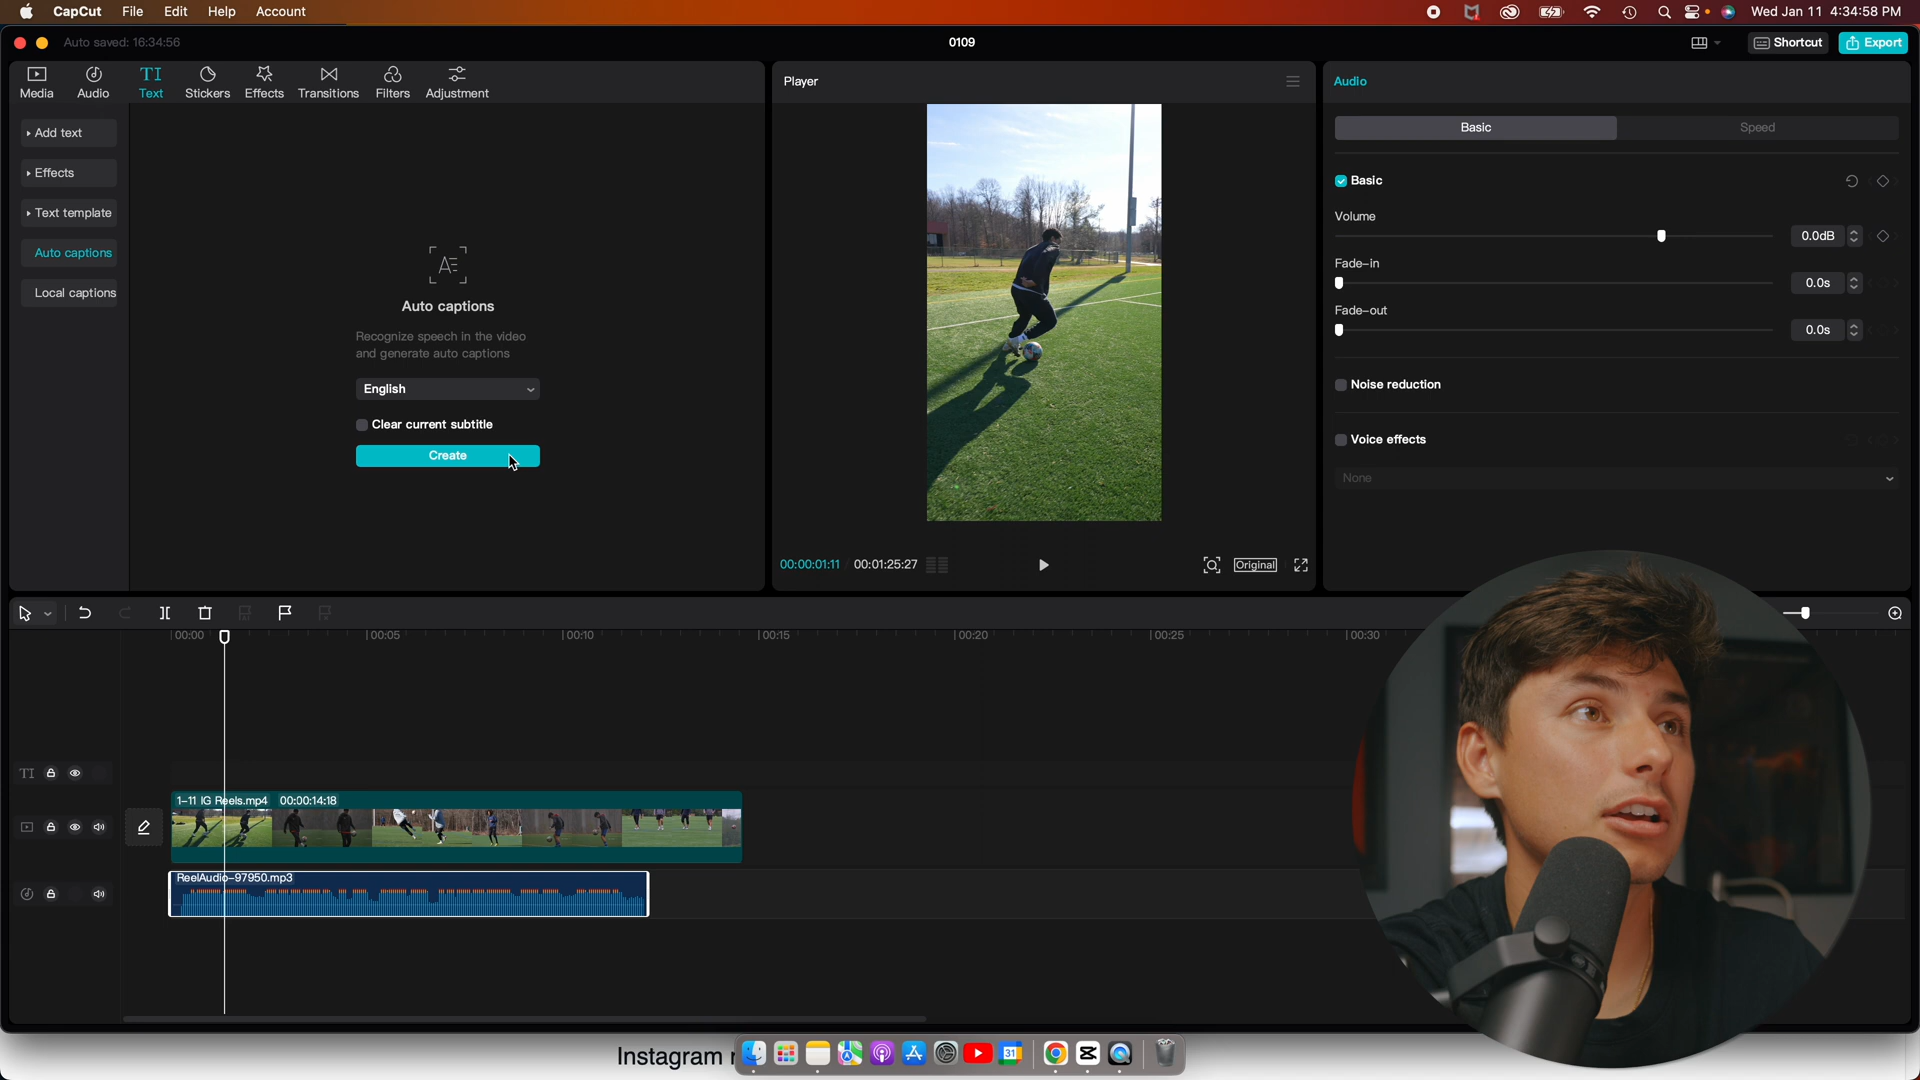 CapCut File Edit Help Account
Wed Jan 11 4:34:58 PM
Auto saved: 16:34:56
0109
Shortcut
Export
Media
Audio
TI
Text
Stickers
Effects
Transitions
Filters
Adjustment
Add text
Effects
Text template
Auto captions
Local captions
Auto captions
Recognize speech in the video
and generate auto captions
English
Clear current subtitle
Create
Player
00:00:01:11 / 00:01:25:27
Original
Audio
Basic
Speed
Basic
Volume
0.0dB
Fade-in
0.0s
Fade-out
0.0s
Noise reduction
Voice effects
None
00:00
00:05
00:10
00:15
00:20
00:25
00:30
TI
1-11 IG Reels.mp4 00:00:14:18
ReelAudio-97950.mp3
Instagram
31